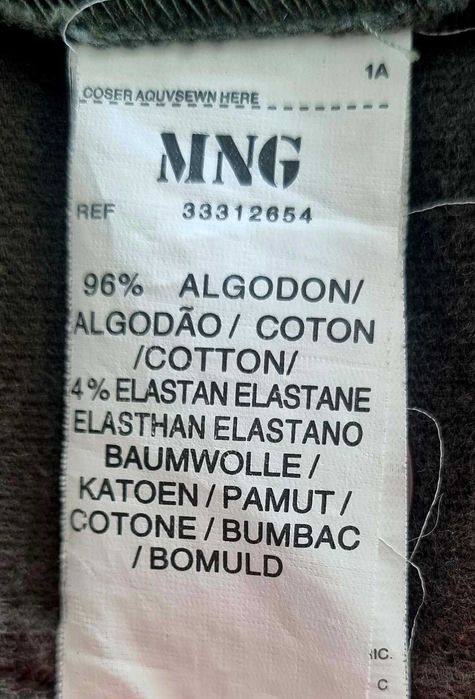 1A
COSER AQUVSEWN HERE
MNG
REF 33312654
96% ALGODON/
ALGODÃO / COTON
/COTTON/
4% ELASTAN ELASTANE
ELASTHAN ELASTANO
BAUMWOLLE /
KATOEN / PAMUT /
COTONE / BUMBAC
/ BOMULD
IC.
C